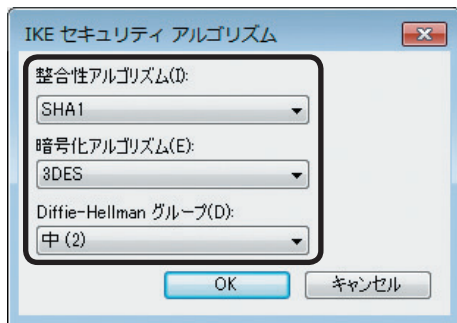 IKE セキュリティ アルゴリズム
整合性アルゴリズム(I):
SHA1
暗号化アルゴリズム(E):
3DES
Diffie-Hellman グループ(D):
中 (2)
OK
キャンセル